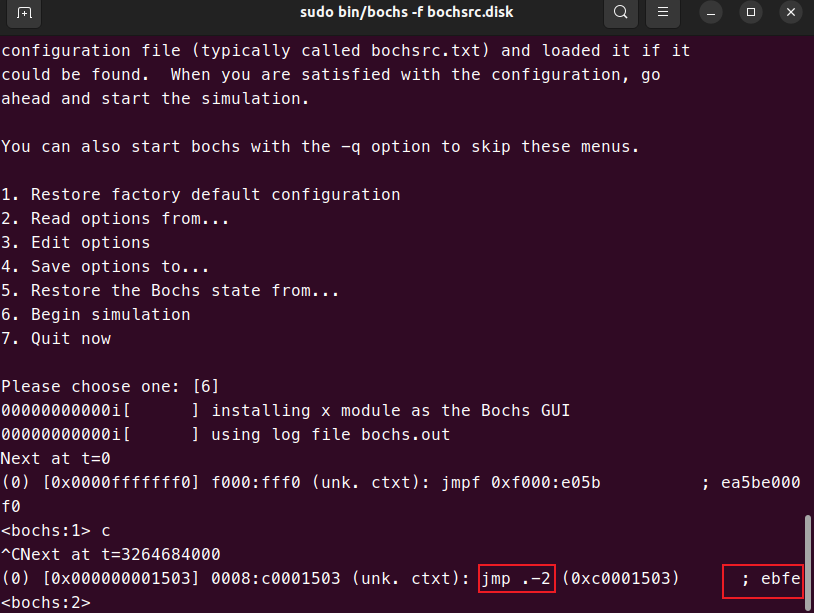 sudo bin/bochs -f bochsrc.disk
configuration file (typically called bochsrc.txt) and loaded it if it
could be found.  When you are satisfied with the configuration, go
ahead and start the simulation.
You can also start bochs with the -q option to skip these menus.
1. Restore factory default configuration
2. Read options from...
3. Edit options
4. Save options to...
5. Restore the Bochs state from...
6. Begin simulation
7. Quit now
Please choose one: [6]
00000000000i[      ] installing x module as the Bochs GUI
00000000000i[      ] using log file bochs.out
Next at t=0
(0) [0x0000fffffff0] f000:fff0 (unk. ctxt): jmpf 0xf000:e05b          ; ea5be000
f0
<bochs:1> c
^CNext at t=3264684000
(0) [0x000000001503] 0008:c0001503 (unk. ctxt): jmp .-2 (0xc0001503)      ; ebfe
<bochs:2>